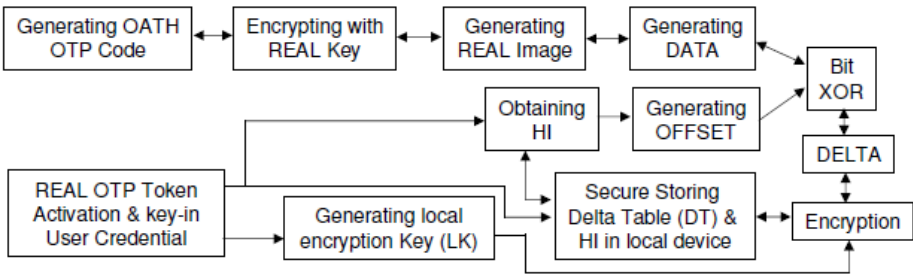 Generating OATH
OTP Code
Encrypting with
REAL Key
Generating
REAL Image
Generating
DATA
Bit
XOR
Obtaining
HI
Generating
OFFSET
DELTA
REAL OTP Token
Activation & key-in
User Credential
Generating local
encryption Key (LK)
Secure Storing
Delta Table (DT) &
HI in local device
Encryption